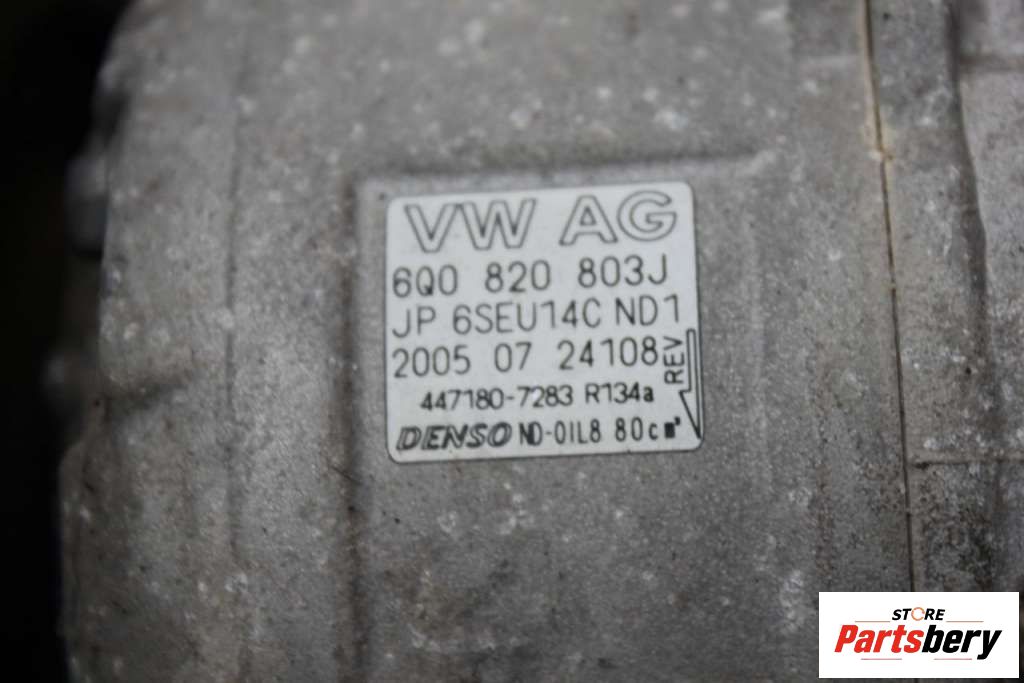 VW AG
6Q0 820 803J
JP 6SEU14C ND1
2005 07 24108
REV
447180-7283 R134a
DENSO ND-OIL8 80cm³
STORE
Partsbery